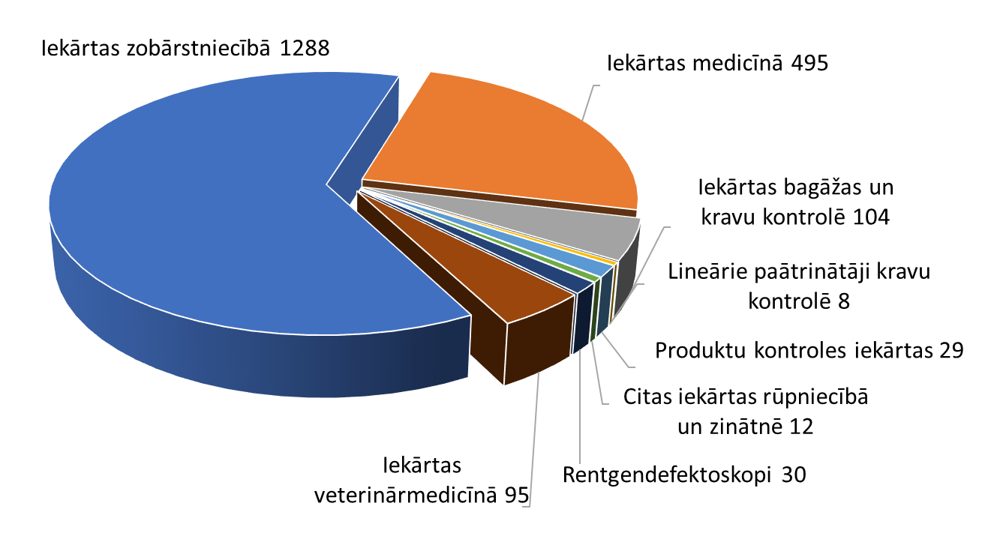 Iekārtas zobārstniecībā 1288
Iekārtas medicīnā 495
Iekārtas bagāžas un
kravu kontrolē 104
Lineārie paātrinātāji kravu
kontrolē 8
Produktu kontroles iekārtas 29
Citas iekārtas rūpniecībā
un zinātnē 12
Rentgendefektoskopi 30
Iekārtas
veterinārmedicīnā 95